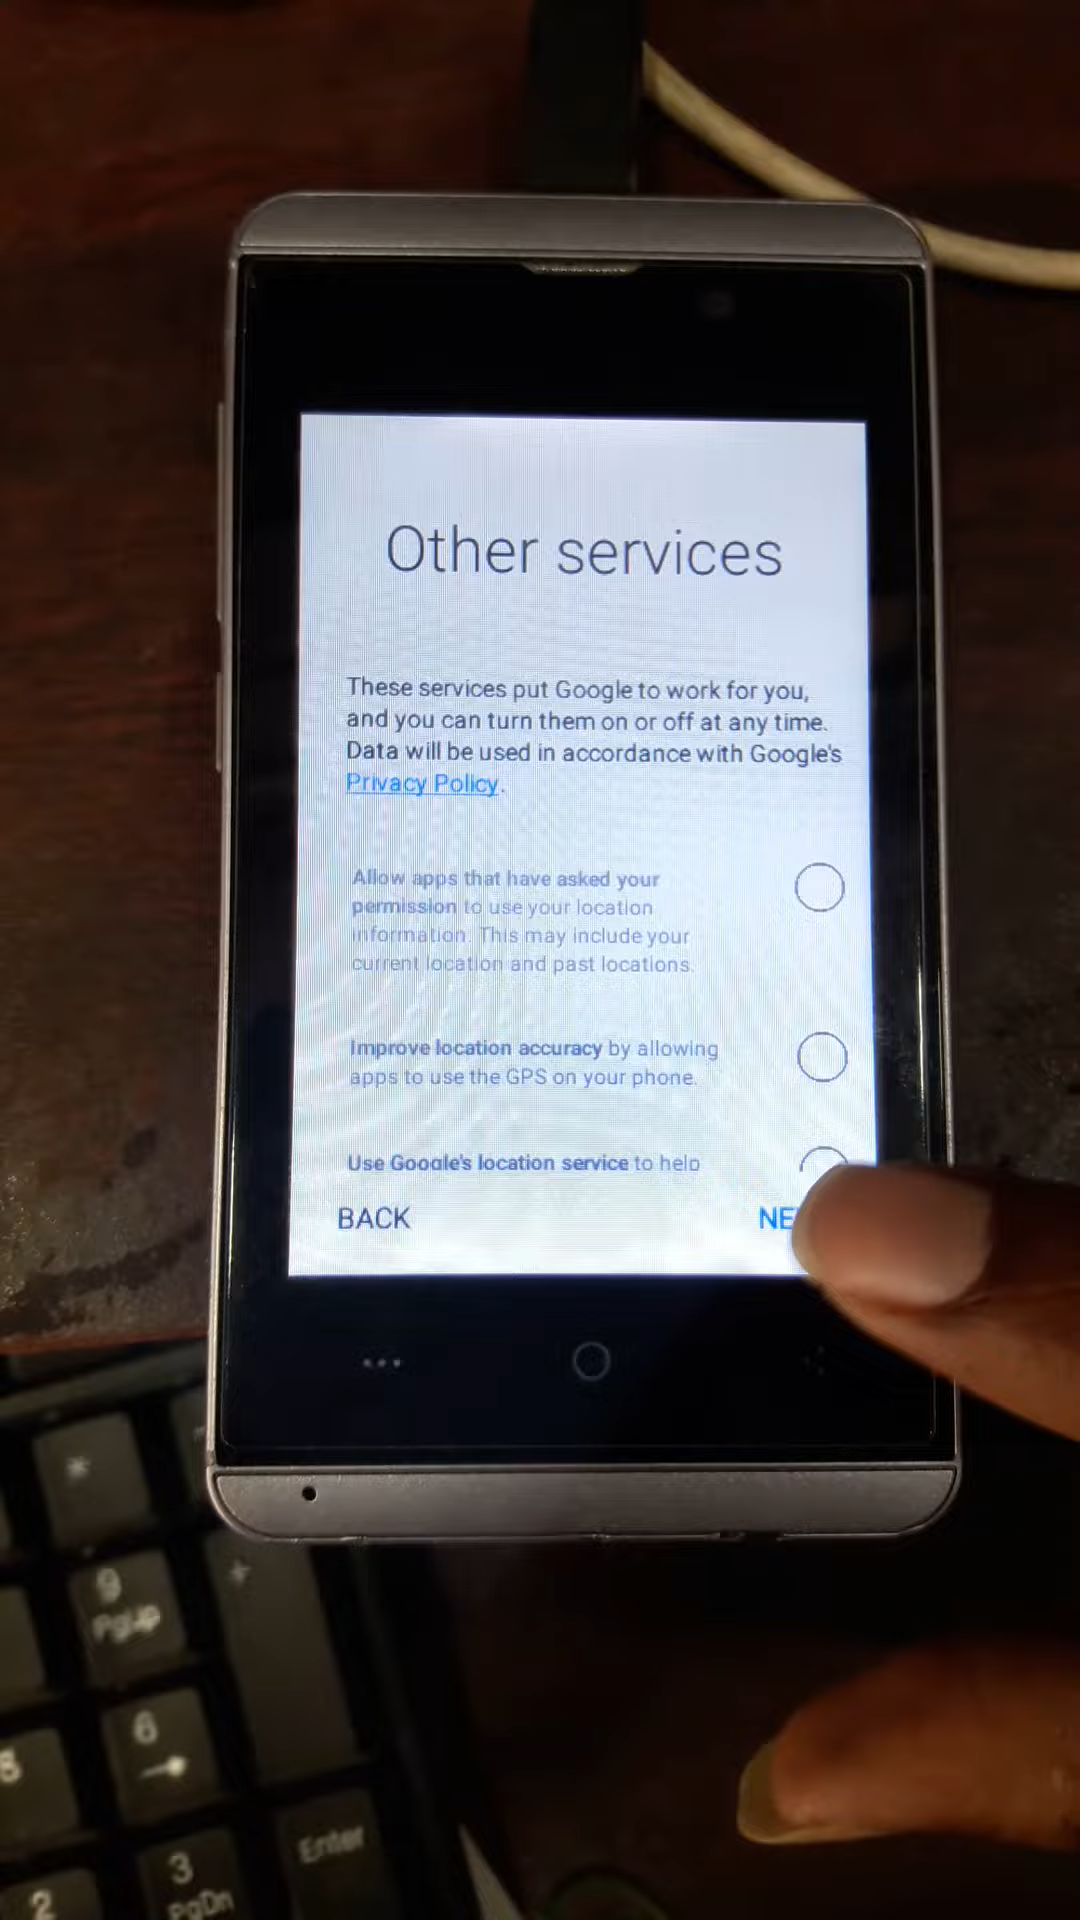 Other services
These services put Google to work for you,
and you can turn them on or off at any time.
Data will be used in accordance with Google's
Privacy Policy.
Allow apps that have asked your
permission to use your location
information. This may include your
current location and past locations.
Improve location accuracy by allowing
apps to use the GPS on your phone.
Use Google's location service to help
BACK
NE
*
9
PgUp
+
6
5
Enter
3
PgDn
2